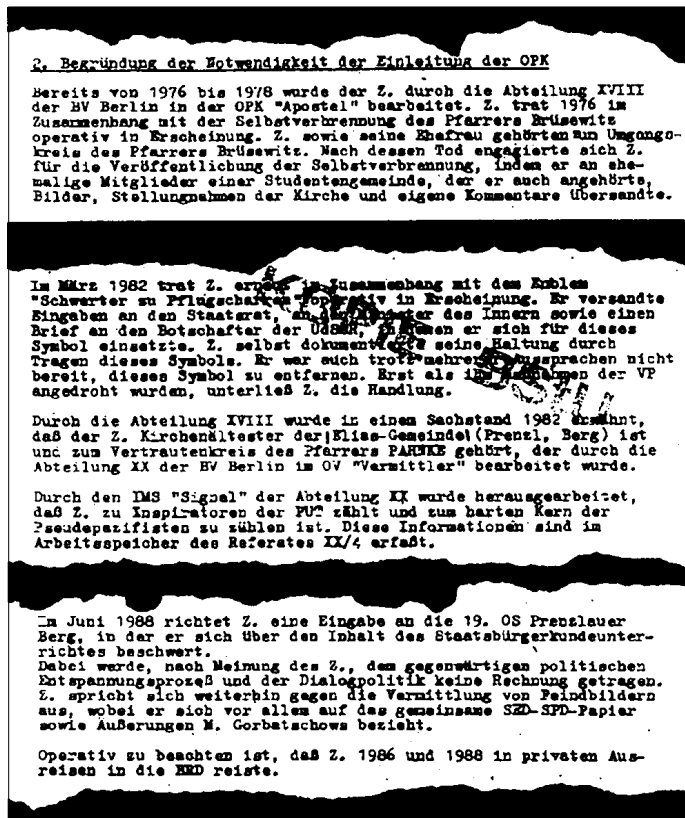 2. Begründung der Notwendigkeit der Einleitung der OPK
Bereits von 1976 bis 1978 wurde der Z. durch die Abteilung XVIII
der BV Berlin in der OPK "Apostel" bearbeitet. Z. trat 1976 im
Zusammenhang mit der Selbstverbrennung des Pfarrers Brüsewitz
operativ in Erscheinung. Z. sowie seine Ehefrau gehörten zum Umgangs-
kreis des Pfarrers Brüsewitz. Nach dessen Tod engagierte sich Z.
für die Veröffentlichung der Selbstverbrennung, indem er an ehe-
malige Mitglieder einer Studentengemeinde, der er auch angehörte,
Bilder, Stellungnahmen der Kirche und eigene Kommentare übersandte.
Im März 1982 trat Z. erneut im Zusammenhang mit dem Emblem
"Schwerter zu Pflugscharen" operativ in Erscheinung. Er versandte
Eingaben an den Staatsrat, an den Minister des Innern sowie einen
Brief an den Botschafter der UdSSR, in denen er sich für dieses
Symbol einsetzte. Z. selbst dokumentierte seine Haltung durch
Tragen dieses Symbols. Er war auch trotz mehrerer Aussprachen nicht
bereit, dieses Symbol zu entfernen. Erst als ihm Maßnahmen der VP
angedroht wurden, unterließ Z. die Handlung.
Durch die Abteilung XVIII wurde in einem Sachstand 1982 erwähnt,
daß der Z. Kirchenältester der Elias-Gemeinde (Prenzl. Berg) ist
und zum Vertrautenkreis des Pfarrers PAHNKE gehört, der durch die
Abteilung XX der BV Berlin im OV "Vermittler" bearbeitet wurde.
Durch den IMS "Signal" der Abteilung XX wurde herausgearbeitet,
daß Z. zu Inspiratoren der PUT zählt und zum harten Kern der
Pseudopazifisten zu zählen ist. Diese Informationen sind im
Arbeitsspeicher des Referates XX/4 erfaßt.
Im Juni 1988 richtet Z. eine Eingabe an die 19. OS Prenzlauer
Berg, in der er sich über den Inhalt des Staatsbürgerkundeunter-
richtes beschwert.
Dabei werde, nach Meinung des Z., dem gegenwärtigen politischen
Entspannungsprozeß und der Dialogpolitik keine Rechnung getragen.
Z. spricht sich weiterhin gegen die Vermittlung von Feindbildern
aus, wobei er sich vor allem auf das gemeinsame SED-SPD-Papier
sowie Äußerungen M. Gorbatschows bezieht.
Operativ zu beachten ist, daß Z. 1986 und 1988 in privaten Aus-
reisen in die BRD reiste.